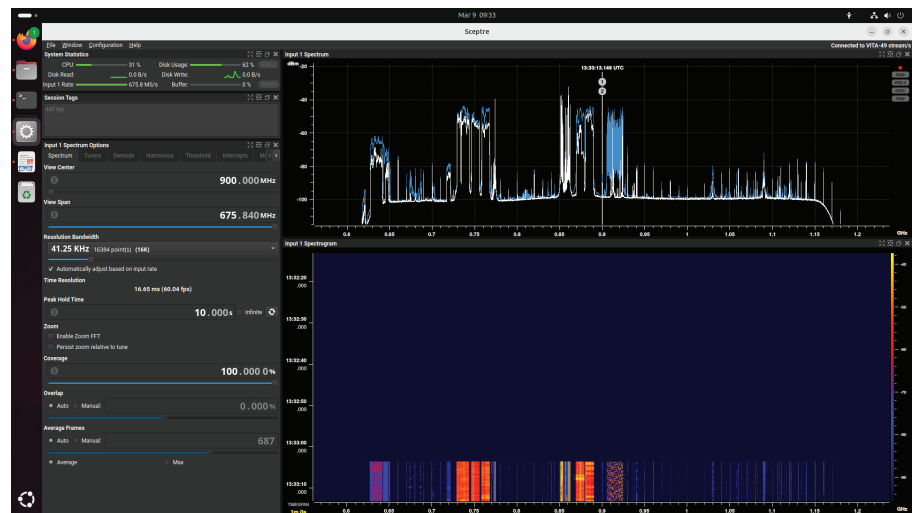 Mar 9 09:33
Sceptre
File Window Configuration Help
Connected to VITA-49 stream/s
System Statistics
CPU: 31 % Disk Usage: 62 %
Disk Read: 0.0 B/s Disk Write: 0.0 B/s
Input 1 Rate: 675.8 MS/s Buffer: 0 %
Session Tags
add tag
Input 1 Spectrum Options
Spectrum Tuners Demods Harmonics Threshold Intercepts
View Center
900.000 MHz
View Span
675.840 MHz
Resolution Bandwidth
41.25 KHz 16384 point(s) (16K)
Automatically adjust based on input rate
Time Resolution
16.65 ms (60.04 fps)
Peak Hold Time
10.000 s Infinite
Zoom
Enable Zoom FFT
Persist zoom relative to tune
Coverage
100.000 0 %
Overlap
Auto Manual: 0.000 %
Average Frames
Auto Manual: 687
Average Max
Input 1 Spectrum
dBm
-20
-40
-60
-80
-100
13:33:13.149 UTC
1
2
0.6 0.65 0.7 0.75 0.8 0.85 0.9 0.95 1 1.05 1.1 1.15 1.2 GHz
Input 1 Spectrogram
13:32:20
.000
13:32:30
.000
13:32:40
.000
13:32:50
.000
13:33:00
.000
13:33:10
.000
TIMESPAN
1m 0s
0.6 0.65 0.7 0.75 0.8 0.85 0.9 0.95 1 1.05 1.1 1.15 1.2 GHz